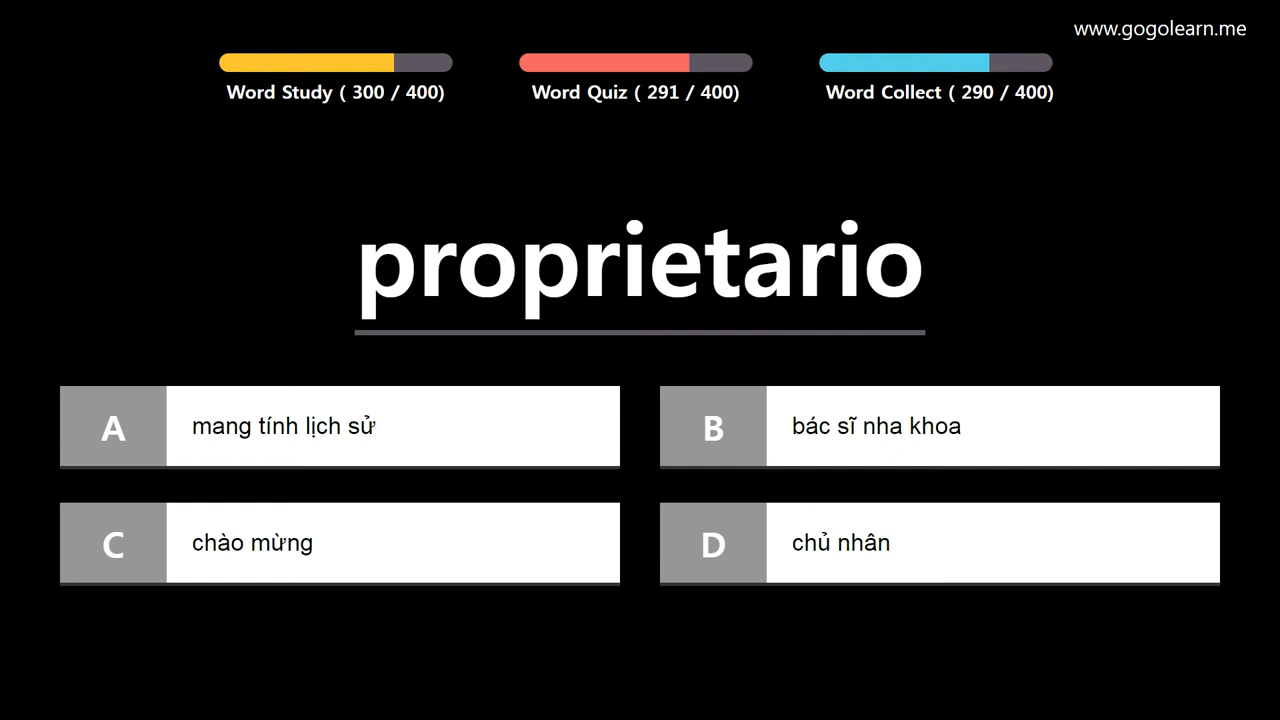 www.gogolearn.me
Word Study ( 300 / 400)
Word Quiz ( 291 / 400)
Word Collect ( 290 / 400)
proprietario
A mang tính lịch sử
B bác sĩ nha khoa
C chào mừng
D chủ nhân